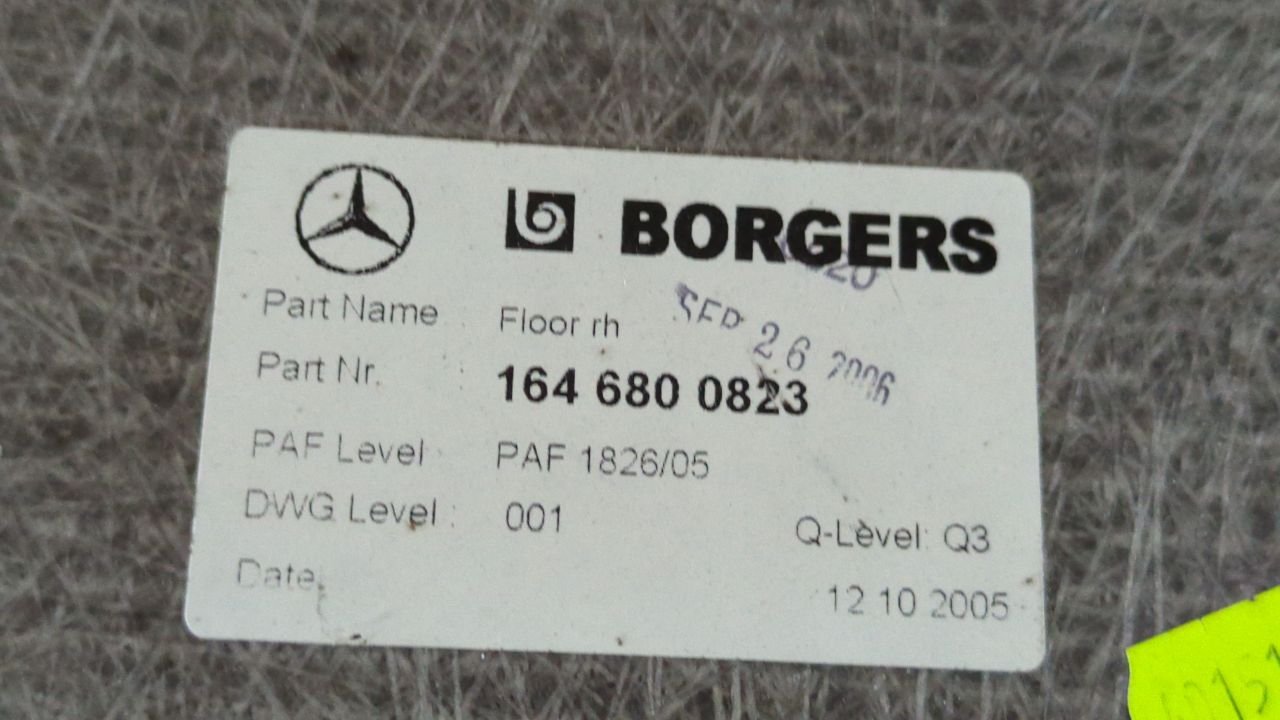 BORGERS
Part Name : Floor rh
SEP 26 2006
Part Nr. : 164 680 0823
PAF Level PAF 1826/05
DWG Level : 001
Q-Level: Q3
Date
12 10 2005